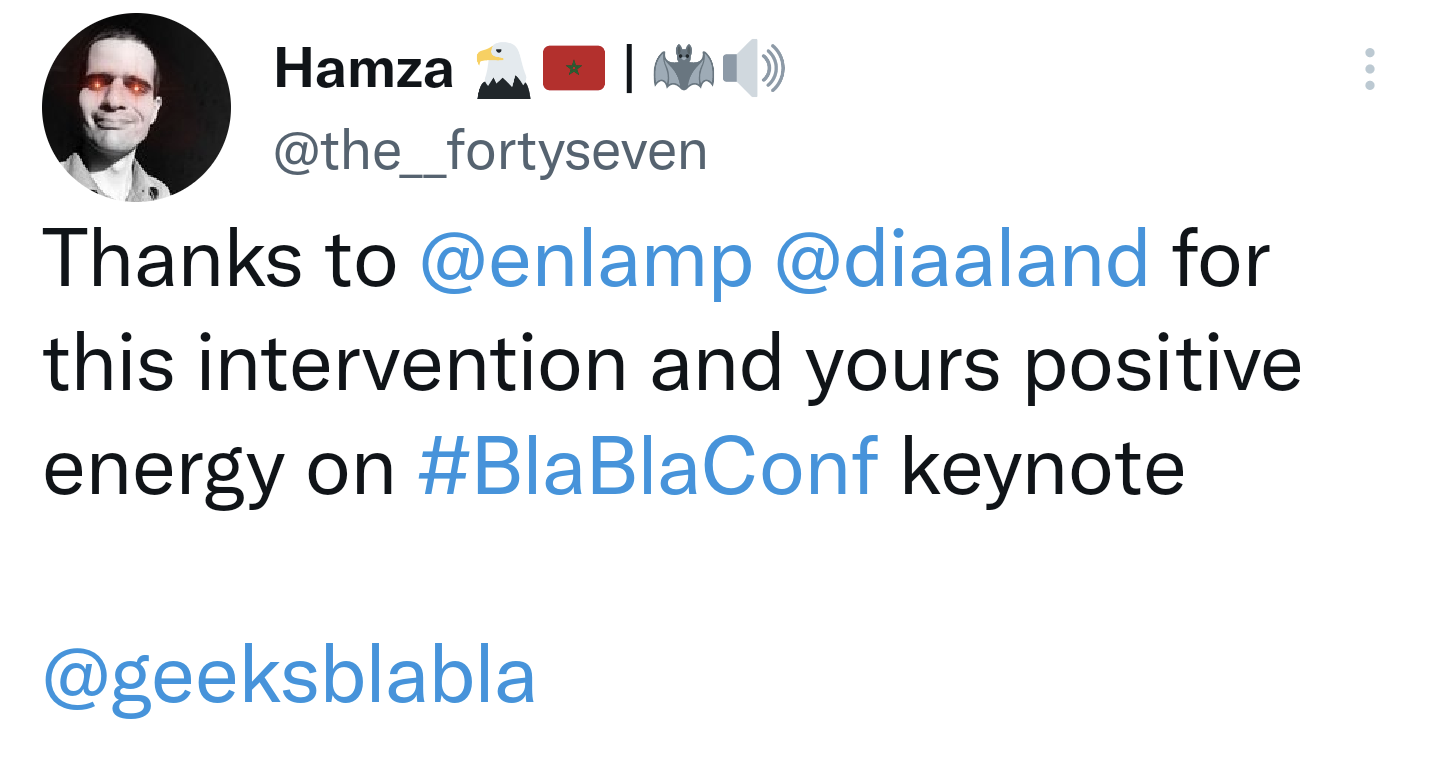 Hamza 🦅🇲🇦 | 🦇🔊
@the__fortyseven
Thanks to @enlamp @diaaland for
this intervention and yours positive
energy on #BlaBlaConf keynote
@geeksblabla